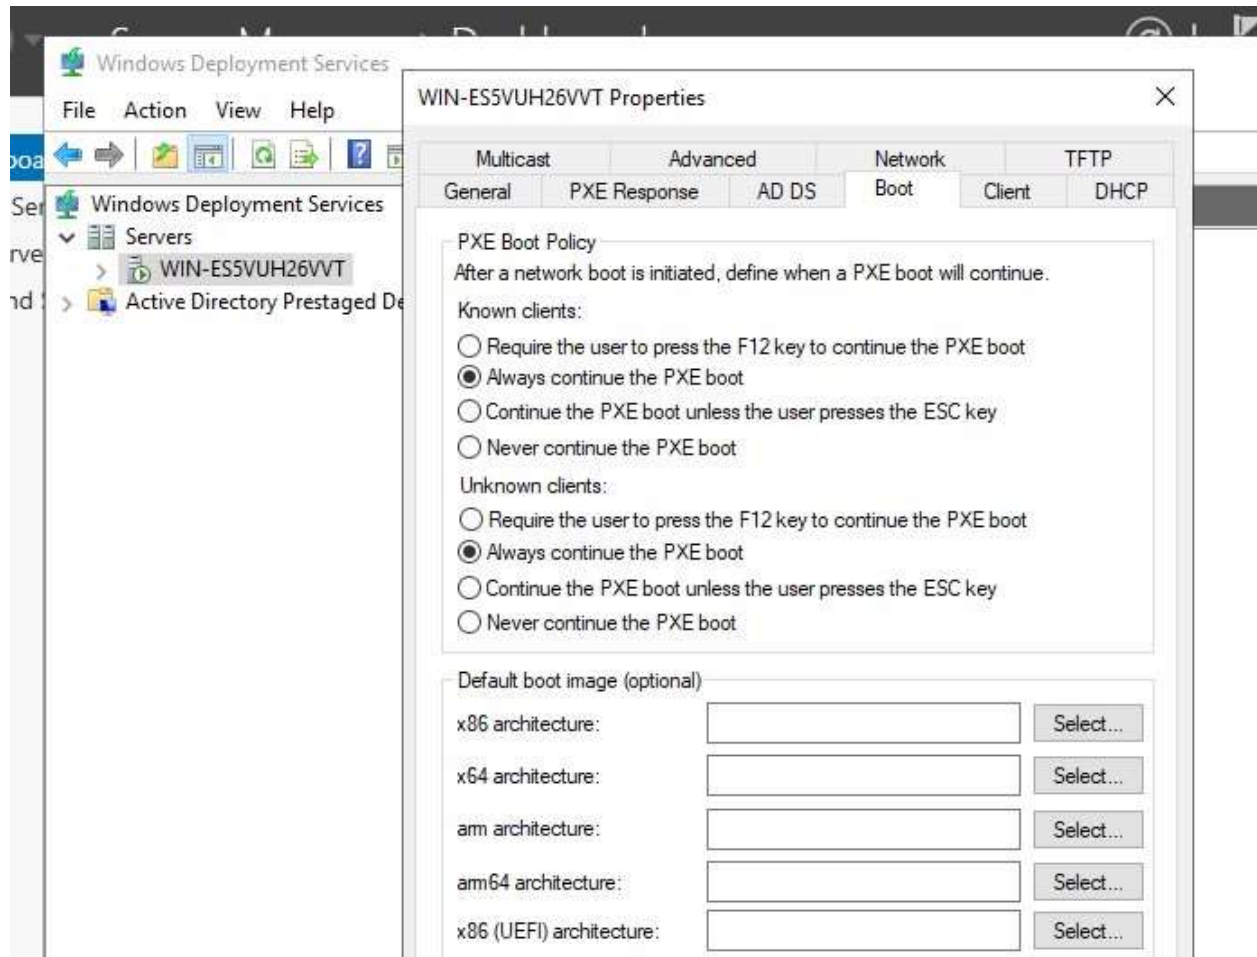 Windows Deployment Services
File Action View Help
Windows Deployment Services
Servers
WIN-ES5VUH26VVT
Active Directory Prestaged De
WIN-ES5VUH26VVT Properties
Multicast Advanced Network TFTP
General PXE Response AD DS Boot Client DHCP
PXE Boot Policy
After a network boot is initiated, define when a PXE boot will continue.
Known clients:
Require the user to press the F12 key to continue the PXE boot
Always continue the PXE boot
Continue the PXE boot unless the user presses the ESC key
Never continue the PXE boot
Unknown clients:
Require the user to press the F12 key to continue the PXE boot
Always continue the PXE boot
Continue the PXE boot unless the user presses the ESC key
Never continue the PXE boot
Default boot image (optional)
x86 architecture: Select...
x64 architecture: Select...
arm architecture: Select...
arm64 architecture: Select...
x86 (UEFI) architecture: Select...